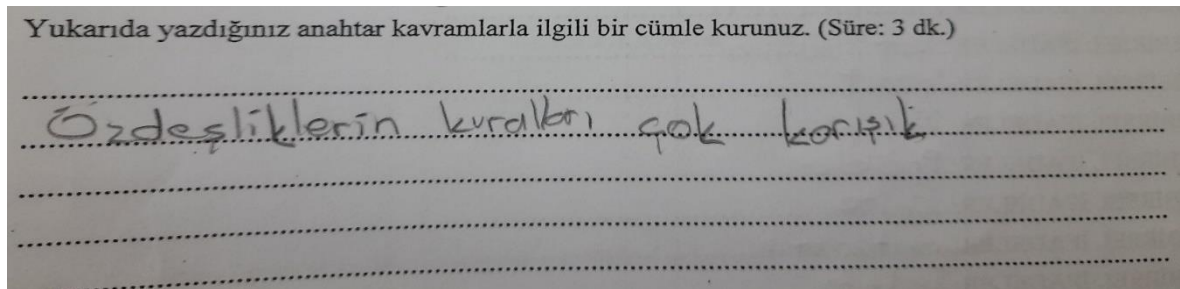 Yukarıda yazdığınız anahtar kavramlarla ilgili bir cümle kurunuz. (Süre: 3 dk.)
Özdeşliklerin kuralları çok karışık